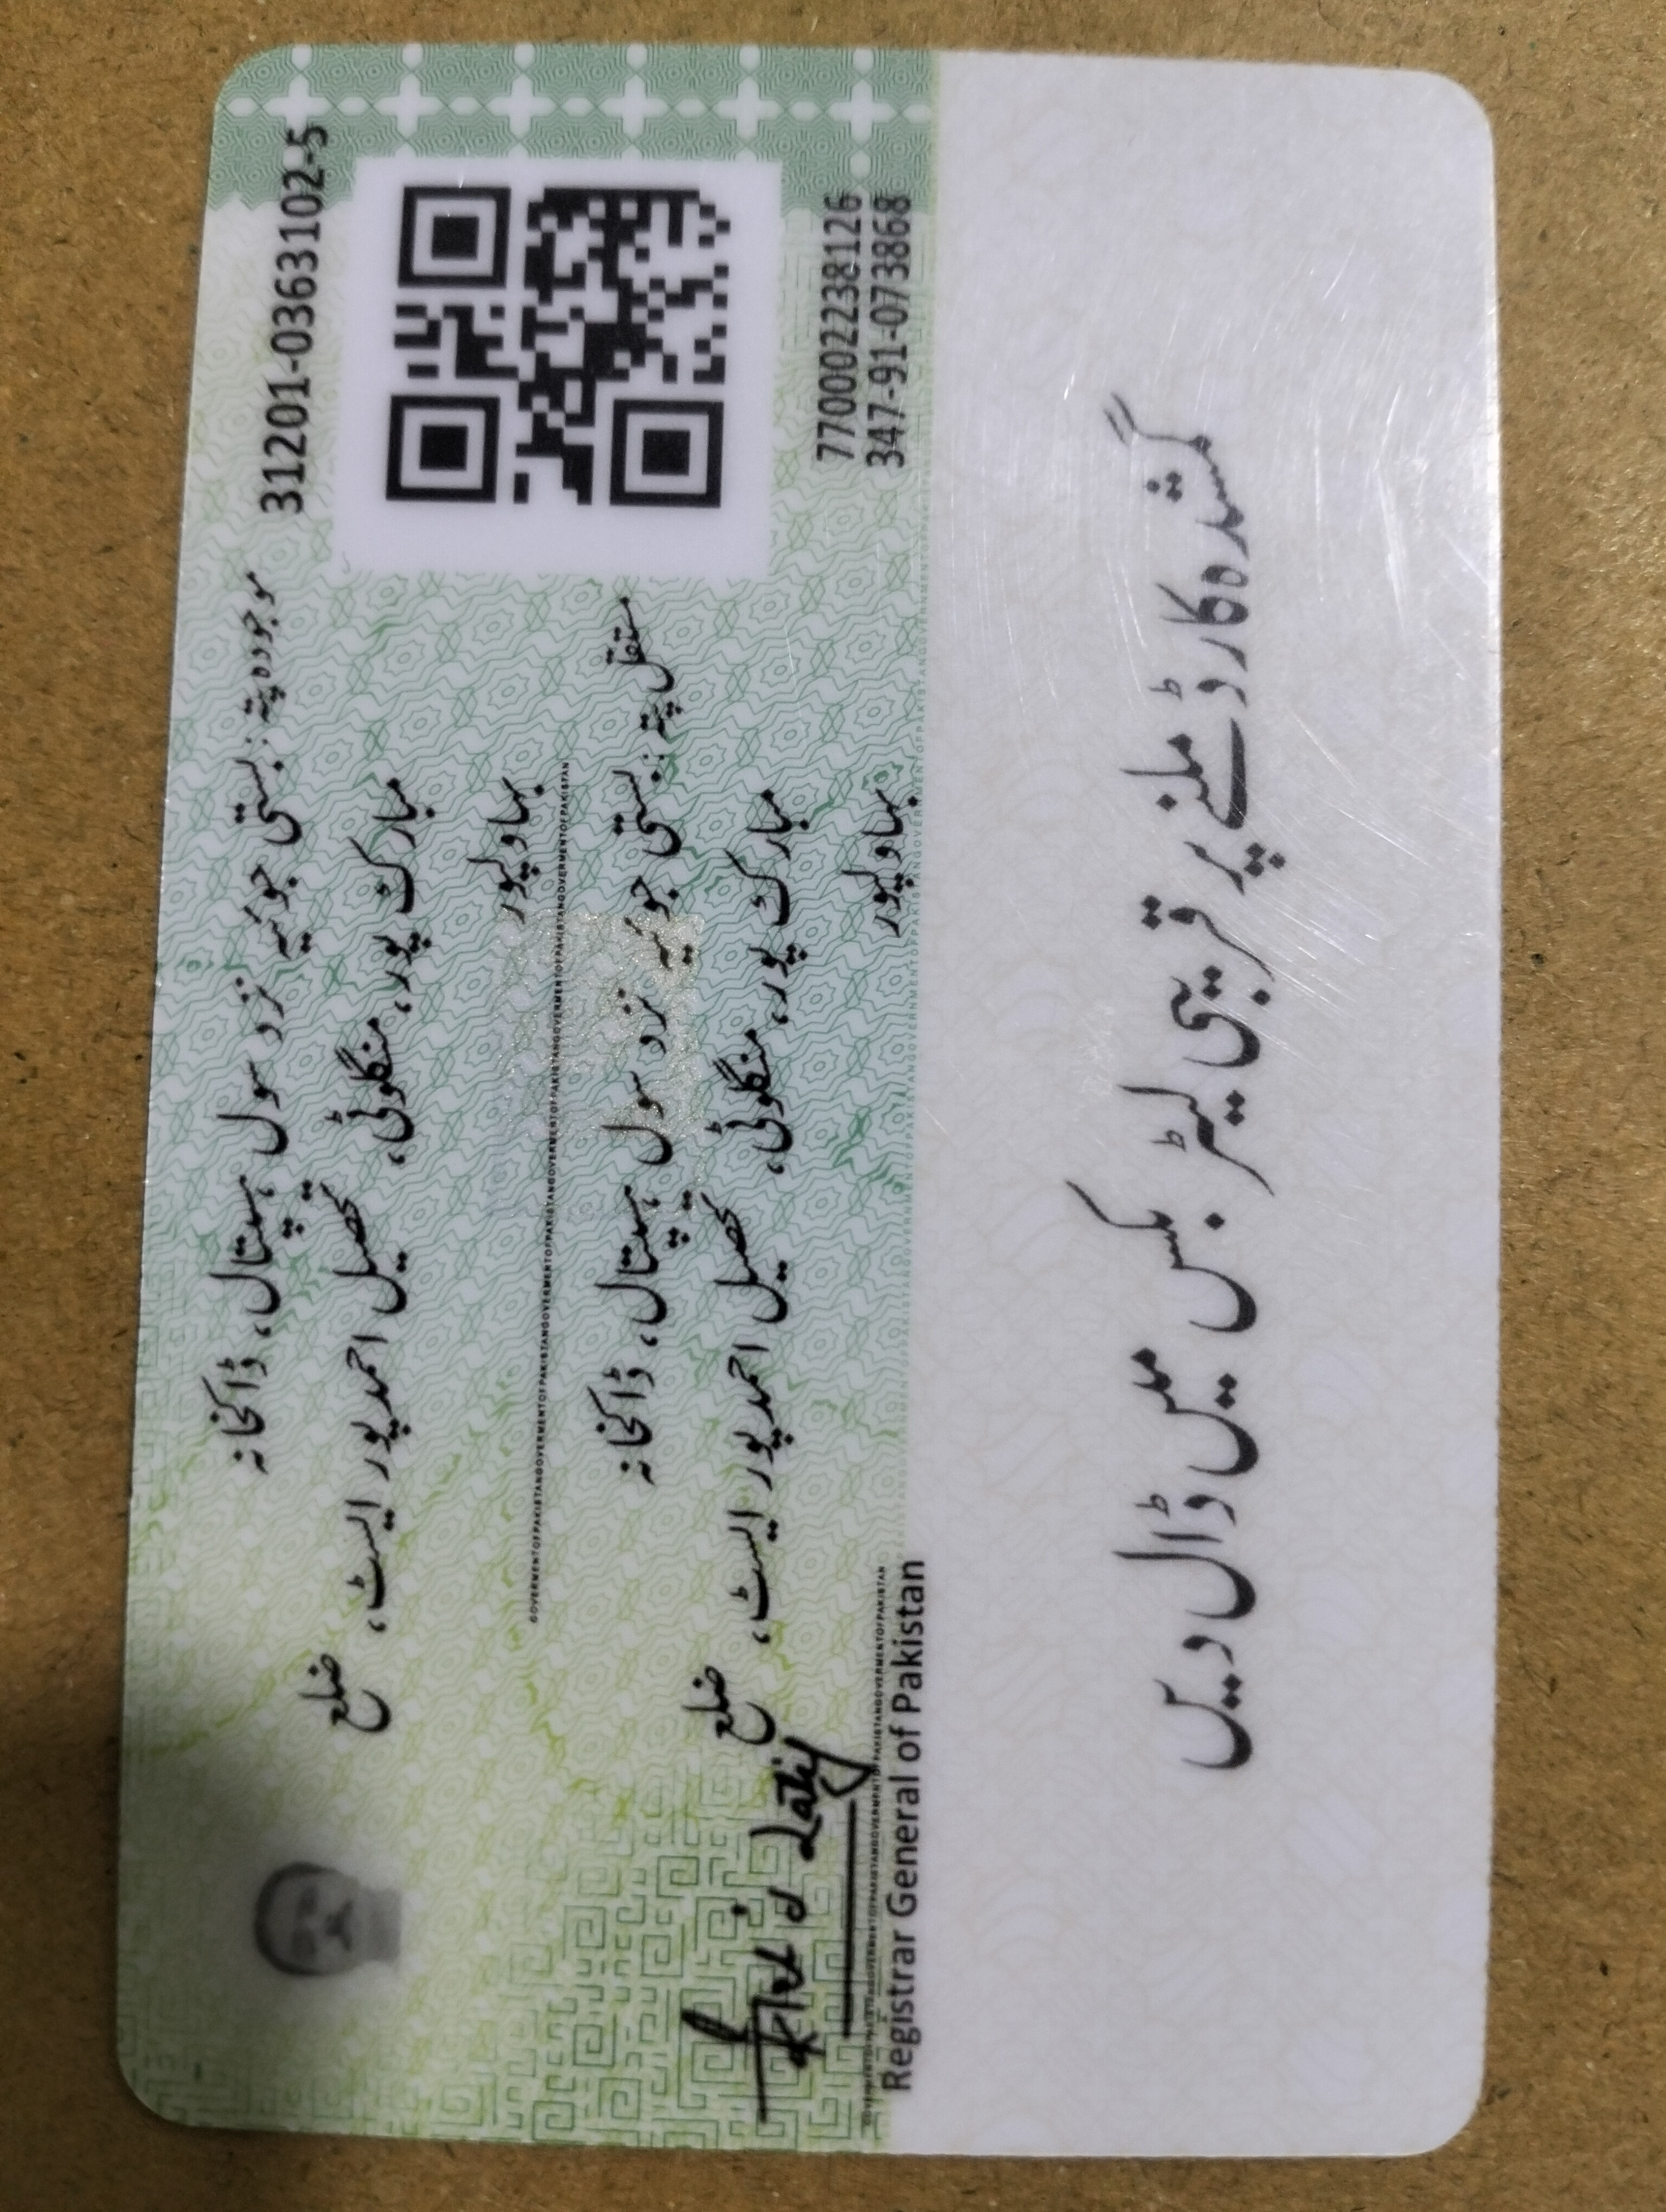 31201-0363102-5
موجودہ پتہ: بستی جوئیہ نزد سول ہسپتال، ڈاکخانہ
مبارک پور، منگلوٹی، تحصیل احمد پور ایسٹ، ضلع
بہاولپور
GOVERMENTOFPAKISTANGOVERMENTOFPAKISTANGOVERMENTOFPAKISTANGOVERMENTOFPAKISTANGOVERMENTOFPAKISTAN
مستقل پتہ: بستی جوئیہ نزد سول ہسپتال، ڈاکخانہ
مبارک پور، منگلوٹی، تحصیل احمد پور ایسٹ، ضلع
بہاولپور
770002238126
347-91-073868
Registrar General of Pakistan
گمشدہ کارڈ ملنے پر قریبی لیٹر بکس میں ڈال دیں